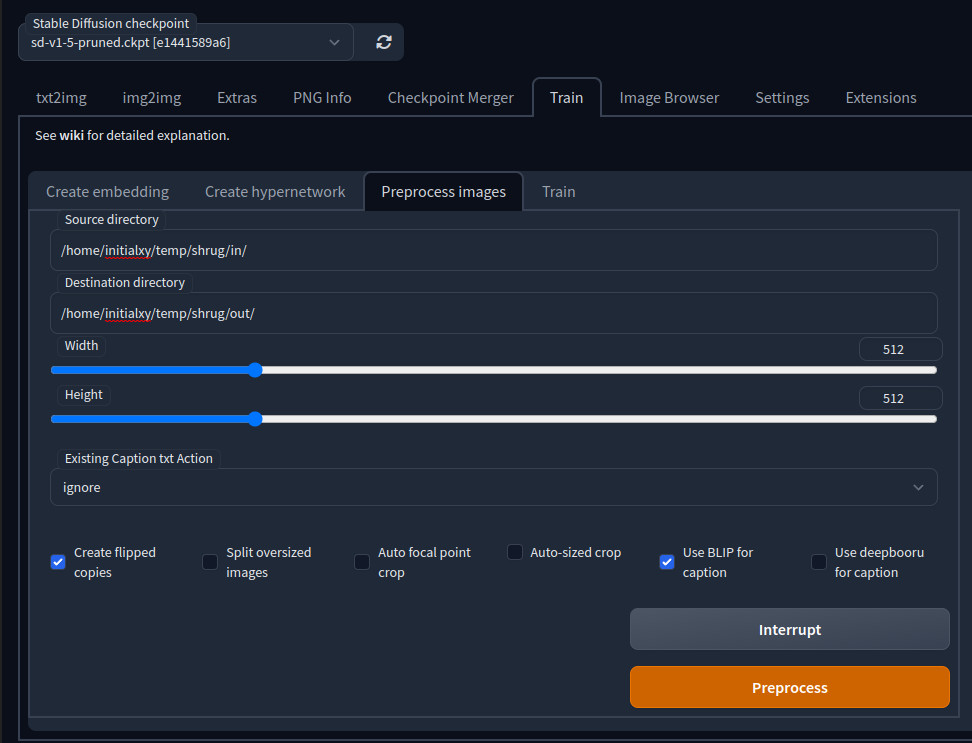 Stable Diffusion checkpoint
sd-v1-5-pruned.ckpt [e1441589a6]
txt2img img2img Extras PNG Info Checkpoint Merger Train Image Browser Settings Extensions
See wiki for detailed explanation.
Create embedding Create hypernetwork Preprocess images Train
Source directory
/home/initialxy/temp/shrug/in/
Destination directory
/home/initialxy/temp/shrug/out/
Width
512
Height
512
Existing Caption txt Action
ignore
Create flipped
copies
Split oversized
images
Auto focal point
crop
Auto-sized crop
Use BLIP for
caption
Use deepbooru
for caption
Interrupt
Preprocess